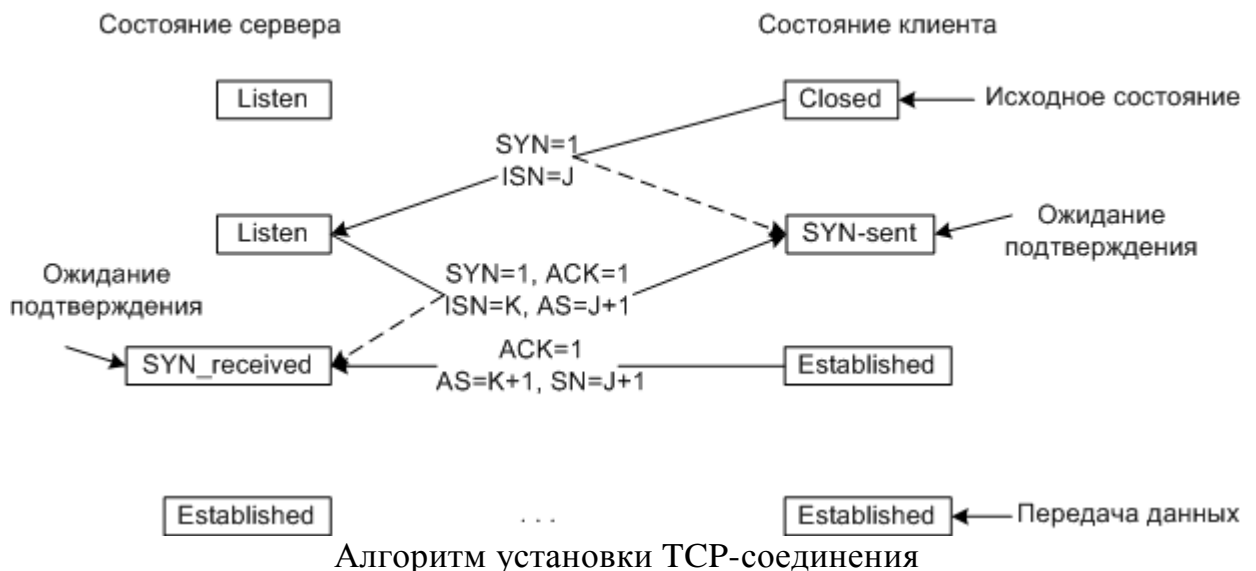 Состояние сервера
Состояние клиента
Listen
Closed
Исходное состояние
SYN=1
ISN=J
Listen
SYN-sent
Ожидание
подтверждения
Ожидание
подтверждения
SYN=1, ACK=1
ISN=K, AS=J+1
SYN_received
ACK=1
AS=K+1, SN=J+1
Established
Established
. . .
Established
Передача данных
Алгоритм установки TCP-соединения